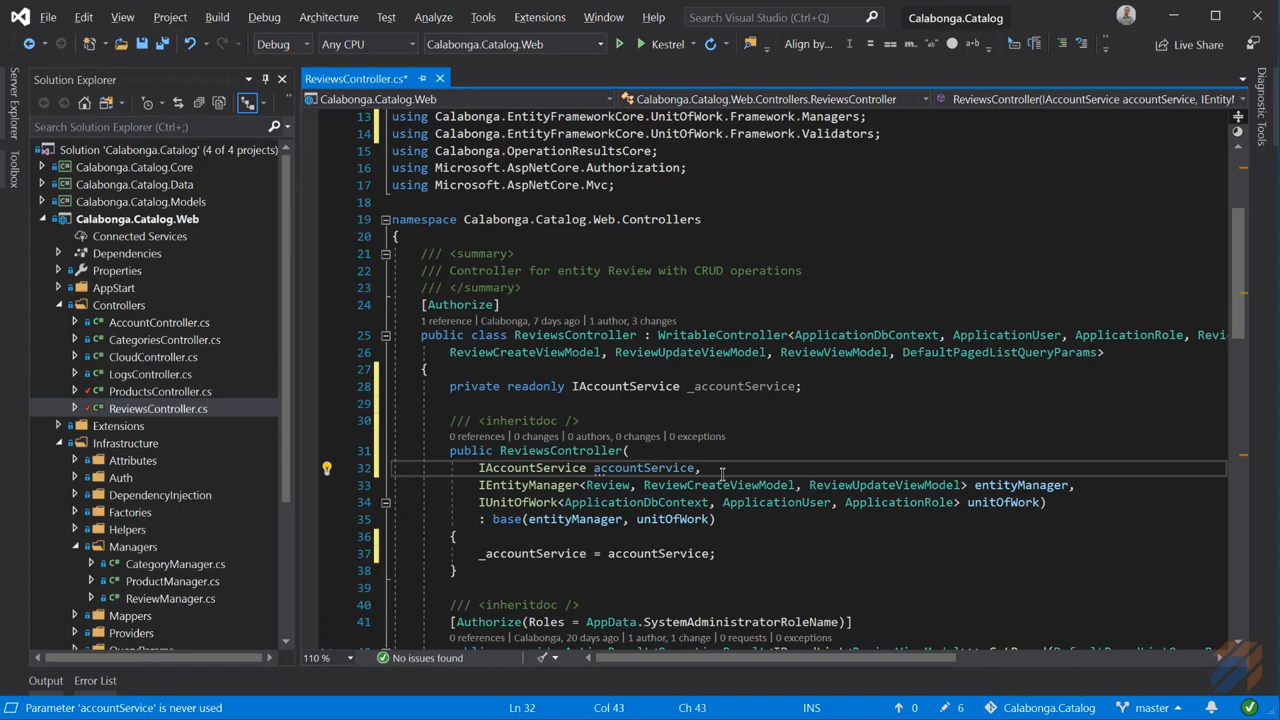 File Edit View Project Build Debug Architecture Test Analyze Tools Extensions Window Help Search Visual Studio (Ctrl+Q) Calabonga.Catalog
Debug Any CPU Calabonga.Catalog.Web Kestrel Align by... Live Share
Server Explorer
Toolbox
Solution Explorer
Search Solution Explorer (Ctrl+;)
Solution 'Calabonga.Catalog' (4 of 4 projects)
Calabonga.Catalog.Core
Calabonga.Catalog.Data
Calabonga.Catalog.Models
Calabonga.Catalog.Web
Connected Services
Dependencies
Properties
AppStart
Controllers
AccountController.cs
CategoriesController.cs
CloudController.cs
LogsController.cs
ProductsController.cs
ReviewsController.cs
Extensions
Infrastructure
Attributes
Auth
DependencyInjection
Factories
Helpers
Managers
CategoryManager.cs
ProductManager.cs
ReviewManager.cs
Mappers
Providers
ReviewsController.cs*
Calabonga.Catalog.Web Calabonga.Catalog.Web.Controllers.ReviewsController ReviewsController(IAccountService accountService, IEntityM
13 using Calabonga.EntityFrameworkCore.UnitOfWork.Framework.Managers;
14 using Calabonga.EntityFrameworkCore.UnitOfWork.Framework.Validators;
15 using Calabonga.OperationResultsCore;
16 using Microsoft.AspNetCore.Authorization;
17 using Microsoft.AspNetCore.Mvc;
18
19 namespace Calabonga.Catalog.Web.Controllers
20 {
21 /// <summary>
22 /// Controller for entity Review with CRUD operations
23 /// </summary>
24 [Authorize]
1 reference | Calabonga, 7 days ago | 1 author, 3 changes
25 public class ReviewsController : WritableController<ApplicationDbContext, ApplicationUser, ApplicationRole, Revi
26 ReviewCreateViewModel, ReviewUpdateViewModel, ReviewViewModel, DefaultPagedListQueryParams>
27 {
28 private readonly IAccountService _accountService;
29
30 /// <inheritdoc />
0 references | 0 changes | 0 authors, 0 changes | 0 exceptions
31 public ReviewsController(
32 IAccountService accountService,
33 IEntityManager<Review, ReviewCreateViewModel, ReviewUpdateViewModel> entityManager,
34 IUnitOfWork<ApplicationDbContext, ApplicationUser, ApplicationRole> unitOfWork)
35 : base(entityManager, unitOfWork)
36 {
37 _accountService = accountService;
38 }
39
40 /// <inheritdoc />
41 [Authorize(Roles = AppData.SystemAdministratorRoleName)]
0 references | Calabonga, 20 days ago | 1 author, 1 change | 0 requests | 0 exceptions
Diagnostic Tools
110 % No issues found
Output Error List
Parameter 'accountService' is never used Ln 32 Col 43 Ch 43 INS 0 6 Calabonga.Catalog master